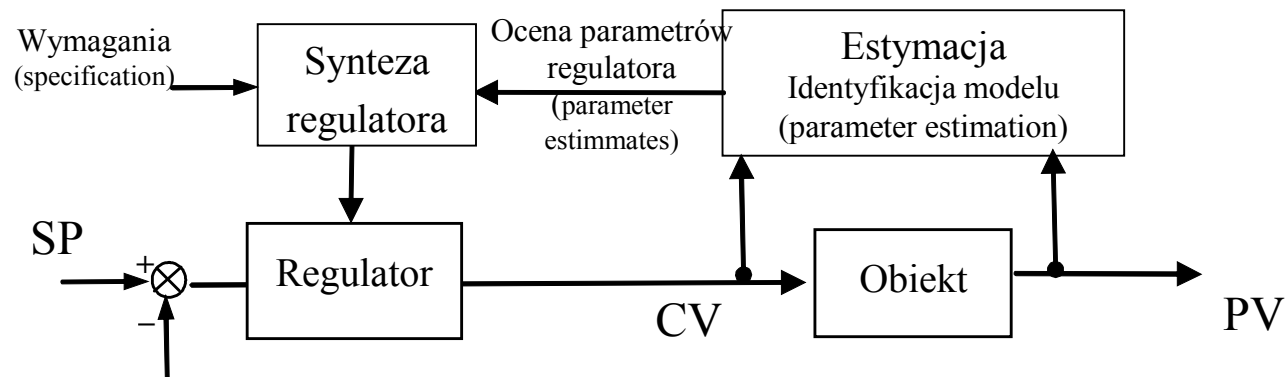 Wymagania
(specification)
Synteza
regulatora
Ocena parametrów
regulatora
(parameter
estimmates)
Estymacja
Identyfikacja modelu
(parameter estimation)
SP
+
−
Regulator
CV
Obiekt
PV